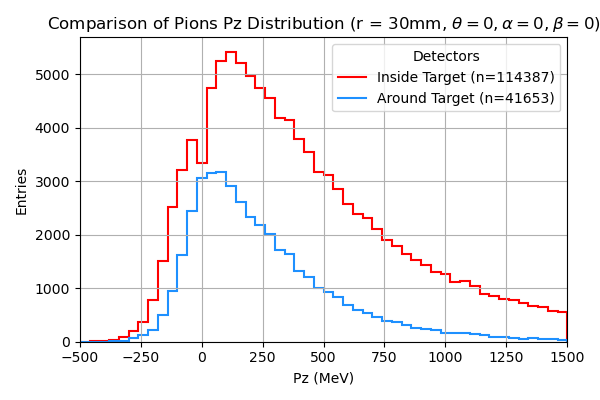 Comparison of Pions Pz Distribution (r = 30mm, θ = 0, α = 0, β = 0)
Detectors
Inside Target (n=114387)
Around Target (n=41653)
Entries
5000
4000
3000
2000
1000
0
−500 −250 0 250 500 750 1000 1250 1500
Pz (MeV)